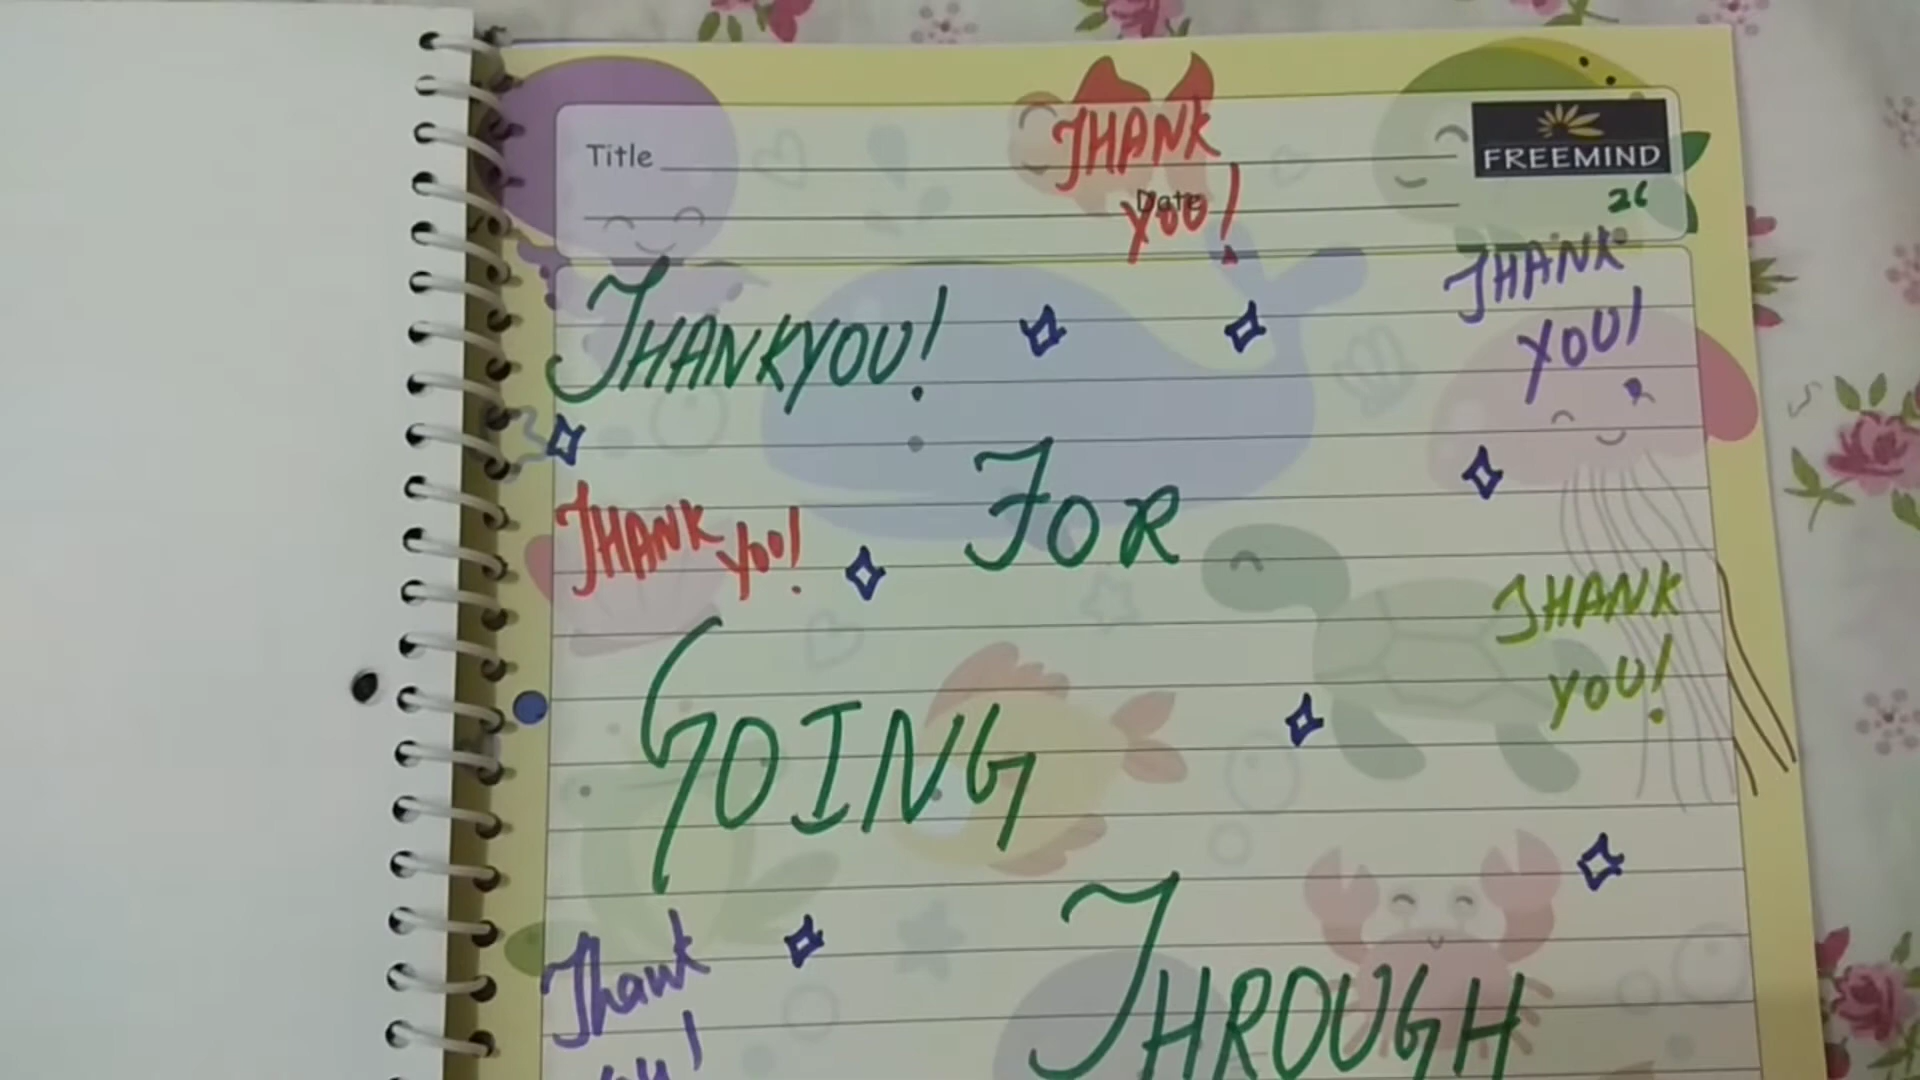 Title
THANK
YOU!
FREEMIND
Date
26
THANKYOU!
THANK
YOU!
FOR
THANK YOU!
THANK
YOU!
GOING
Thank
THROUGH